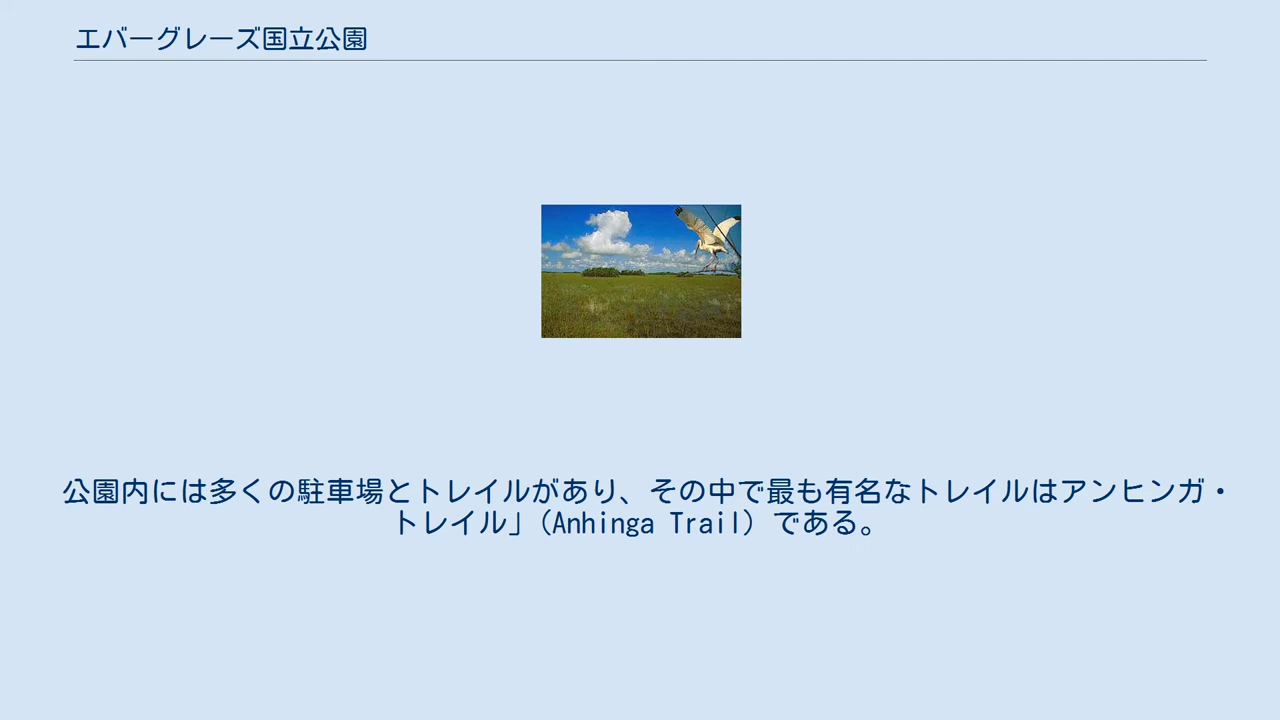 エバーグレーズ国立公園
公園内には多くの駐車場とトレイルがあり、その中で最も有名なトレイルはアンヒンガ・
トレイル」(Anhinga Trail) である。